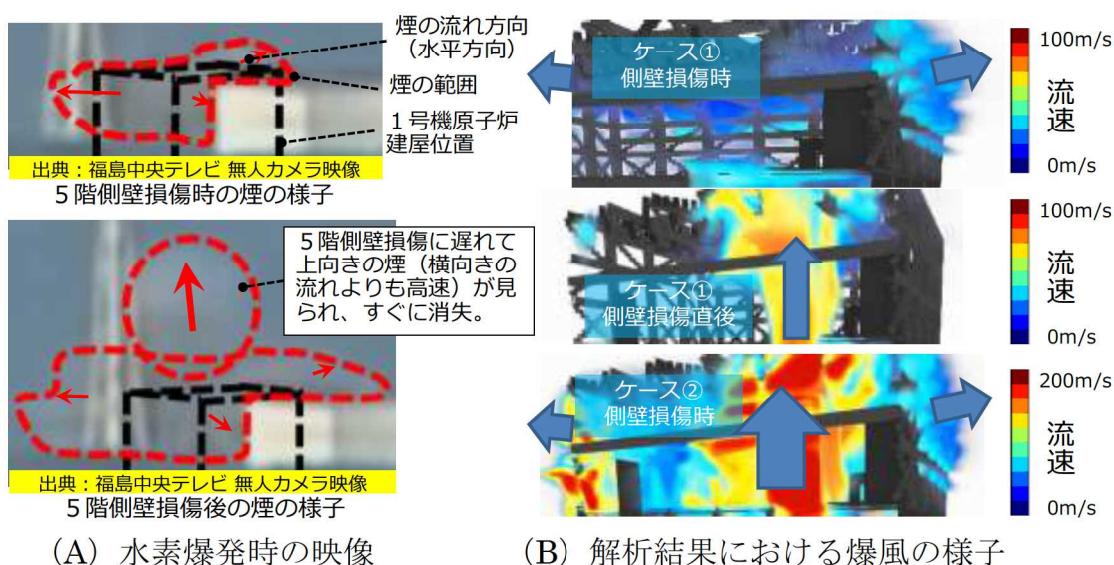 煙の流れ方向
（水平方向）
煙の範囲
１号機原子炉
建屋位置
出典：福島中央テレビ 無人カメラ映像
５階側壁損傷時の煙の様子
５階側壁損傷に遅れて
上向きの煙（横向きの
流れよりも高速）が見
られ、すぐに消失。
出典：福島中央テレビ 無人カメラ映像
５階側壁損傷後の煙の様子
(A) 水素爆発時の映像
ケース①
側壁損傷時
100m/s
流速
0m/s
ケース①
側壁損傷直後
100m/s
流速
0m/s
ケース②
側壁損傷時
200m/s
流速
0m/s
(B) 解析結果における爆風の様子